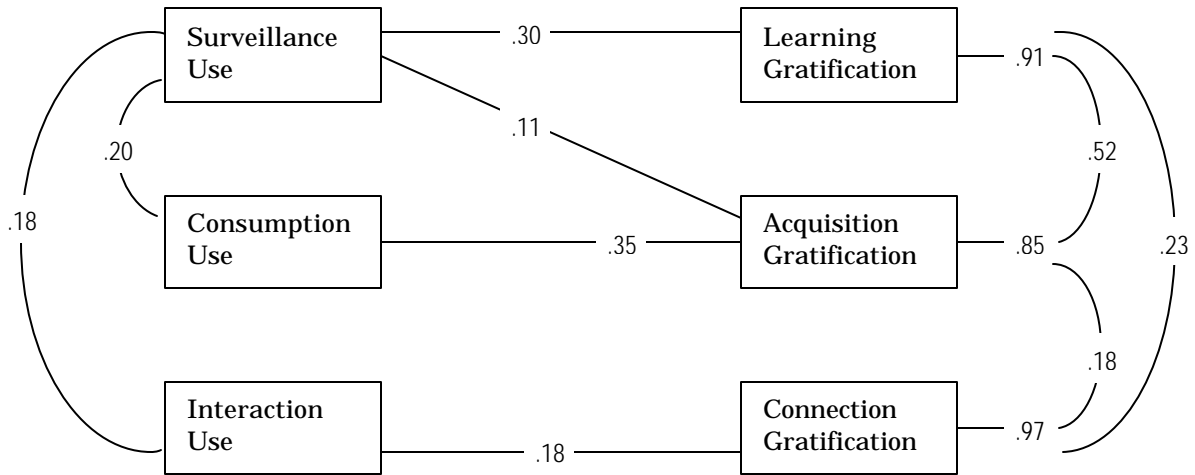 Surveillance
Use
.30
Learning
Gratification
.91
.11
.20
.52
.18
Consumption
Use
.35
Acquisition
Gratification
.85
.23
.18
Interaction
Use
.18
Connection
Gratification
.97